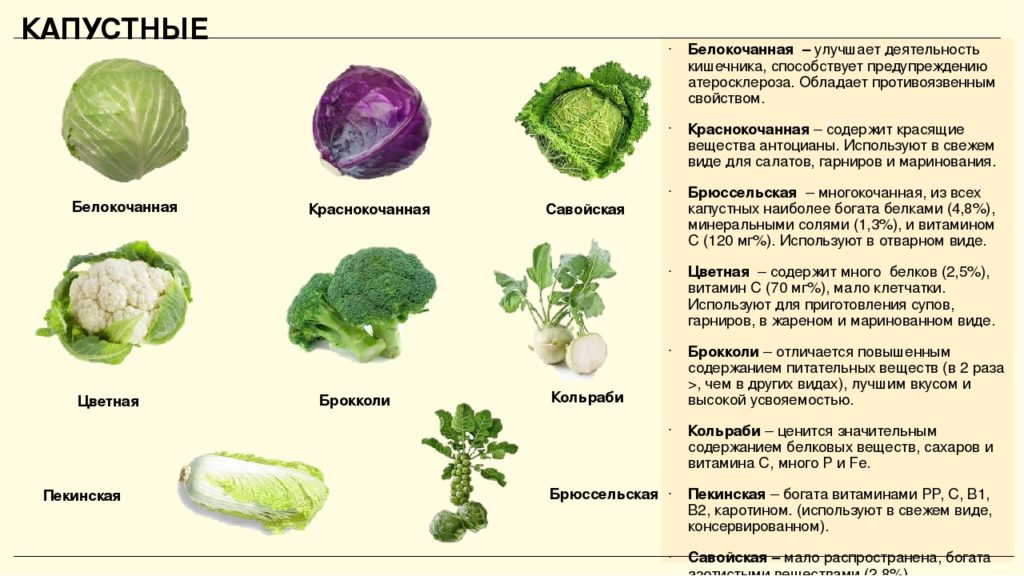 КАПУСТНЫЕ
Белокочанная
Краснокочанная
Савойская
Цветная
Брокколи
Кольраби
Пекинская
Брюссельская
· Белокочанная – улучшает деятельность
кишечника, способствует предупреждению
атеросклероза. Обладает противоязвенным
свойством.
· Краснокочанная – содержит красящие
вещества антоцианы. Используют в свежем
виде для салатов, гарниров и маринования.
· Брюссельская – многокочанная, из всех
капустных наиболее богата белками (4,8%),
минеральными солями (1,3%), и витамином
С (120 мг%). Используют в отварном виде.
· Цветная – содержит много белков (2,5%),
витамин С (70 мг%), мало клетчатки.
Используют для приготовления супов,
гарниров, в жареном и маринованном виде.
· Брокколи – отличается повышенным
содержанием питательных веществ (в 2 раза
>, чем в других видах), лучшим вкусом и
высокой усвояемостью.
· Кольраби – ценится значительным
содержанием белковых веществ, сахаров и
витамина С, много Р и Fe.
· Пекинская – богата витаминами РР, С, В1,
В2, каротином. (используют в свежем виде,
консервированном).
· Савойская – мало распространена, богата
азотистыми веществами (2,8%)